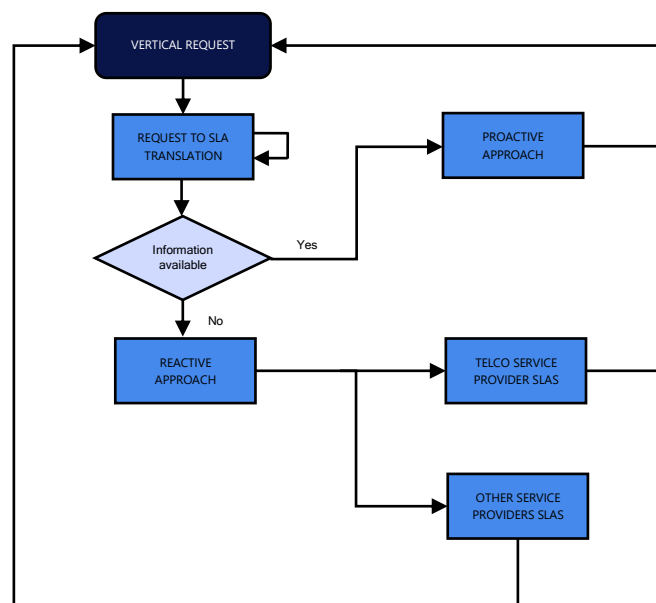 VERTICAL REQUEST
REQUEST TO SLA
TRANSLATION
PROACTIVE
APPROACH
Information
available
Yes
No
REACTIVE
APPROACH
TELCO SERVICE
PROVIDER SLAS
OTHER SERVICE
PROVIDERS SLAS